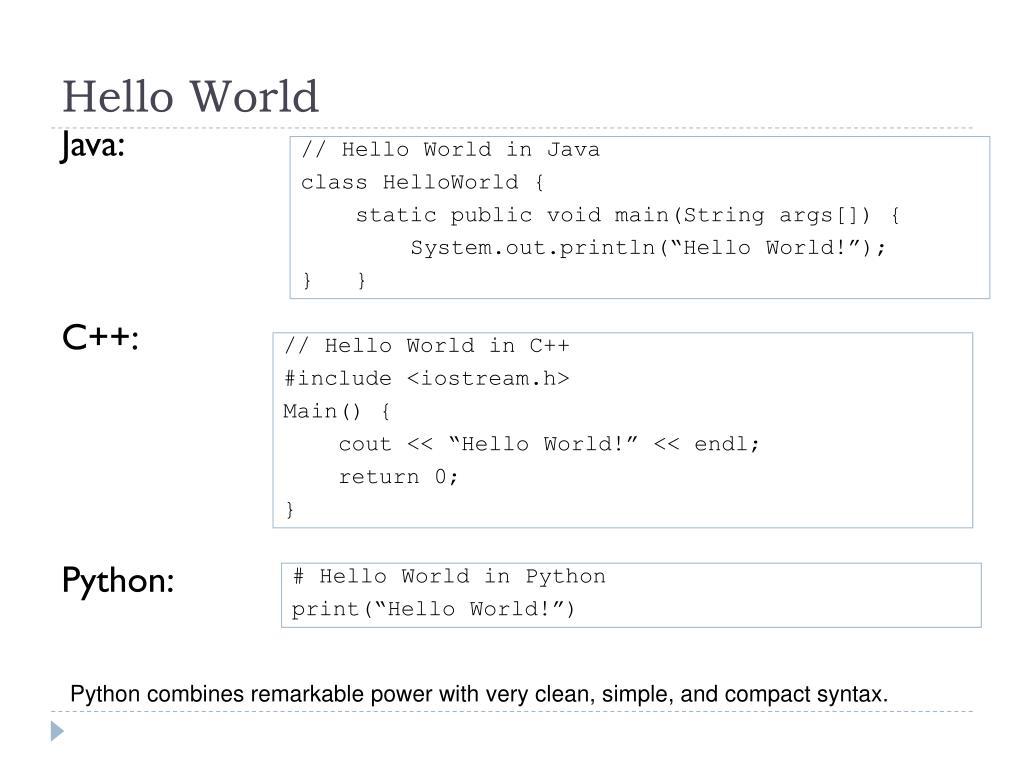 Hello World
Java:
// Hello World in Java
class HelloWorld {
    static public void main(String args[]) {
        System.out.println(“Hello World!”);
}   }
C++:
// Hello World in C++
#include <iostream.h>
Main() {
    cout << “Hello World!” << endl;
    return 0;
}
Python:
# Hello World in Python
print(“Hello World!”)
Python combines remarkable power with very clean, simple, and compact syntax.